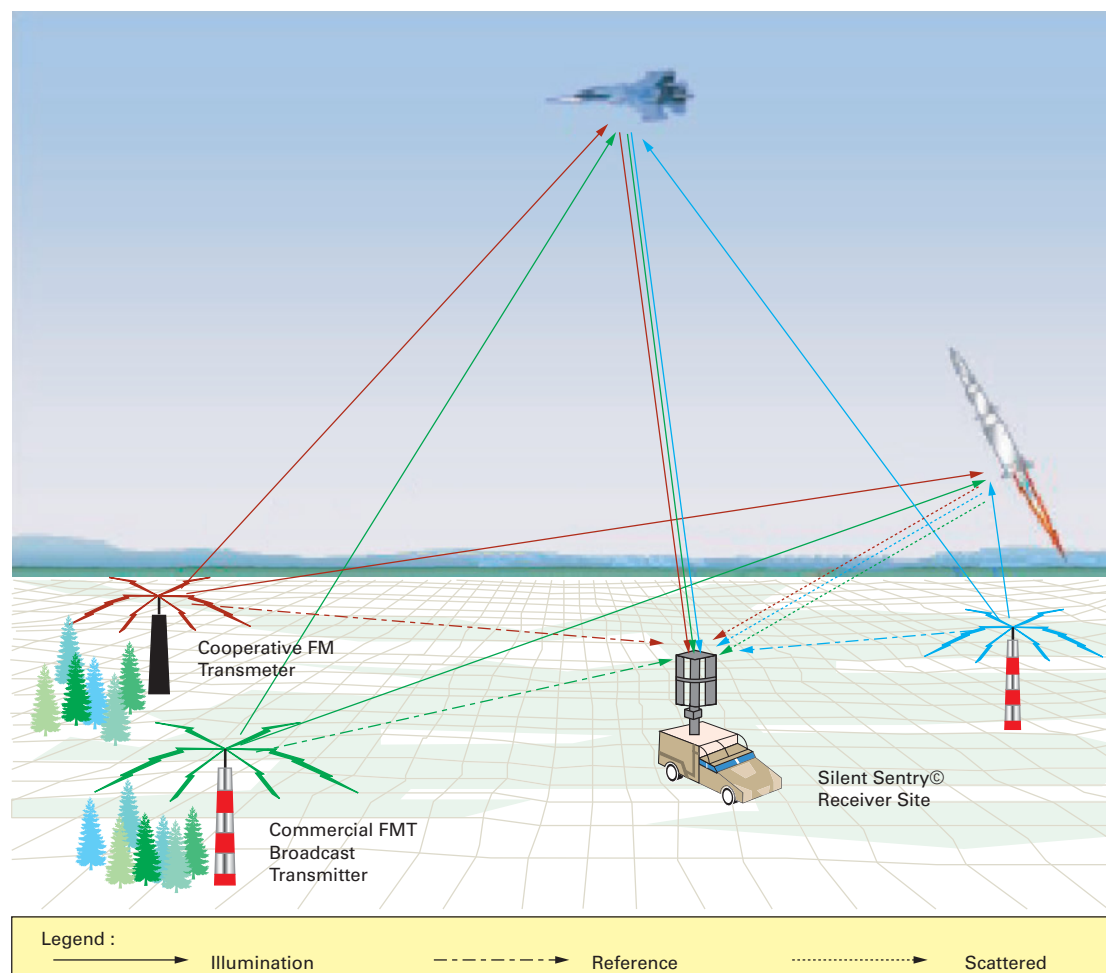 Cooperative FM
Transmeter
Silent Sentry©
Receiver Site
Commercial FMT
Broadcast
Transmitter
Legend :
Illumination
Reference
Scattered